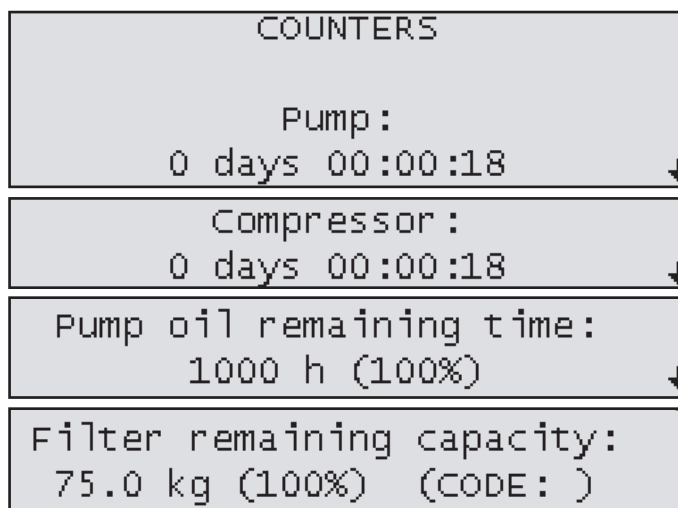 COUNTERS
Pump:
0 days 00:00:18
Compressor:
0 days 00:00:18
Pump oil remaining time:
1000 h (100%)
Filter remaining capacity:
75.0 kg (100%) (CODE: )